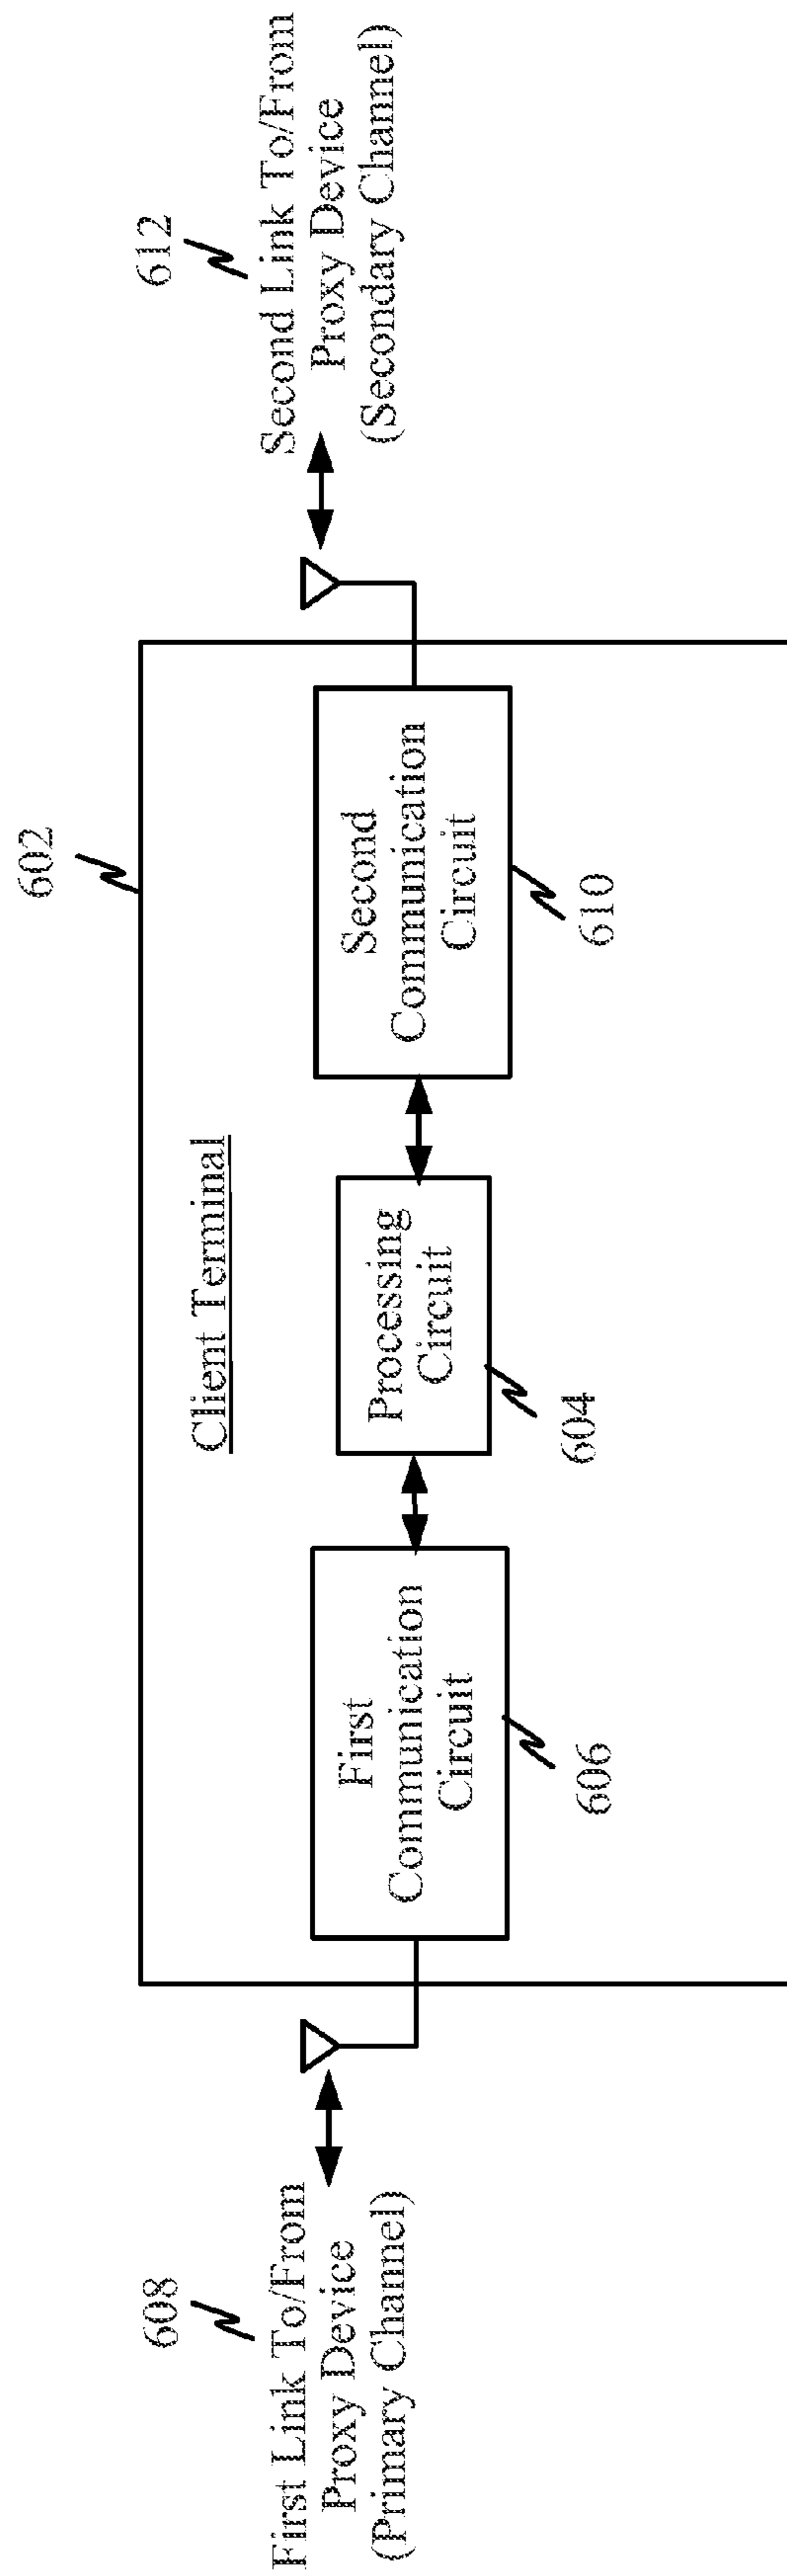 602
608
First Link To/From
Proxy Device
(Primary Channel)
Client Terminal
612
Second Link To/From
Proxy Device
(Secondary Channel)
First
Communication
Circuit
606
Processing
Circuit
604
Second
Communication
Circuit
610